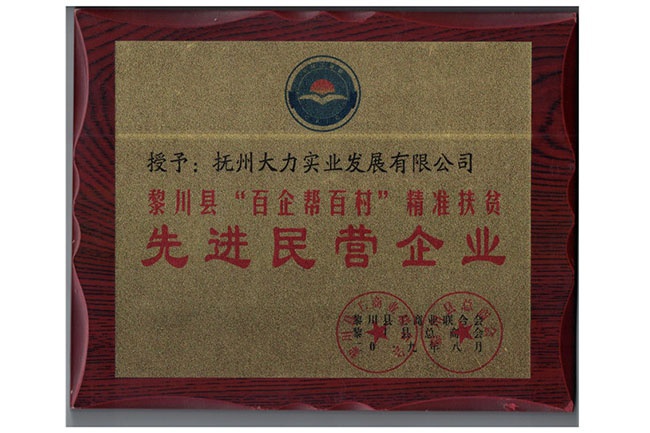 授予：抚州大力实业发展有限公司
黎川县“百企帮百村”精准扶贫
先进民营企业
黎川县工商业联合会
黎川县总商会
二〇一九年八月